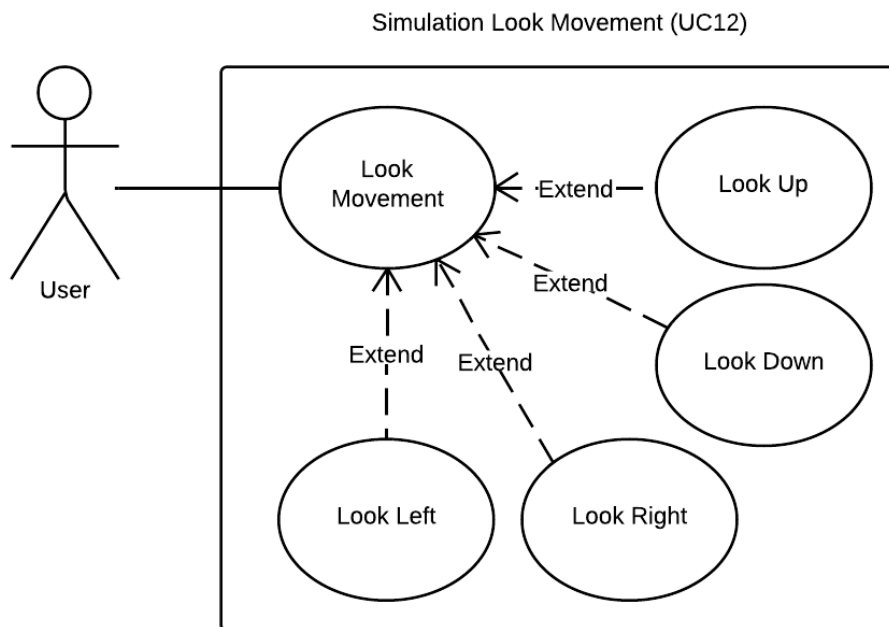 Simulation Look Movement (UC12)
Look
Movement
Extend
Look Up
User
Extend
Extend
Extend
Look Down
Look Left
Look Right